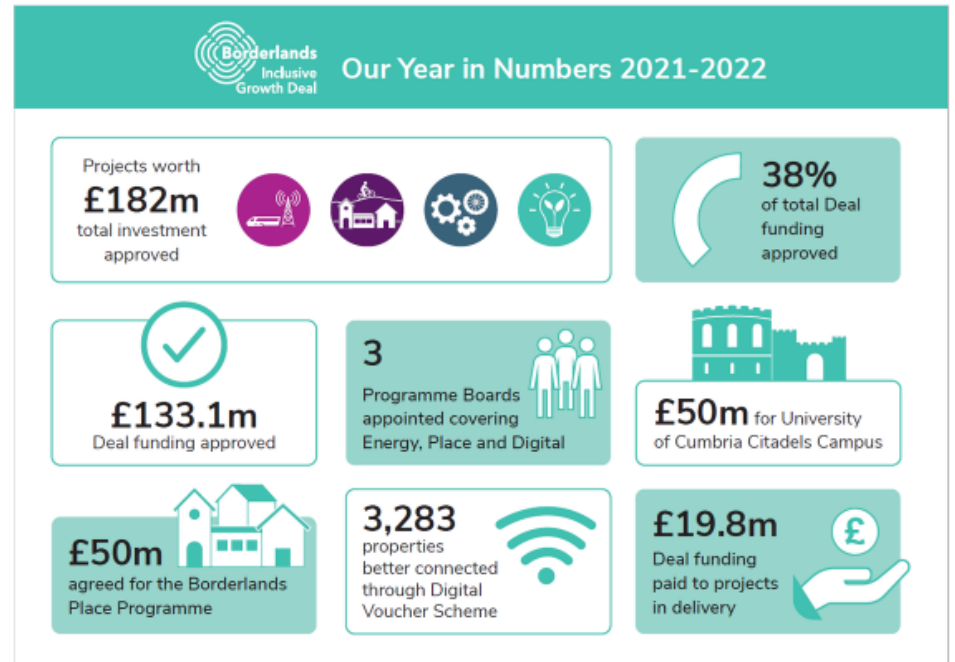 Borderlands
Inclusive
Growth Deal
Our Year in Numbers 2021-2022
Projects worth
£182m
total investment
approved
38%
of total Deal
funding
approved
£133.1m
Deal funding approved
3
Programme Boards
appointed covering
Energy, Place and Digital
£50m for University
of Cumbria Citadels Campus
£50m
agreed for the Borderlands
Place Programme
3,283
properties
better connected
through Digital
Voucher Scheme
£19.8m
Deal funding
paid to projects
in delivery
£